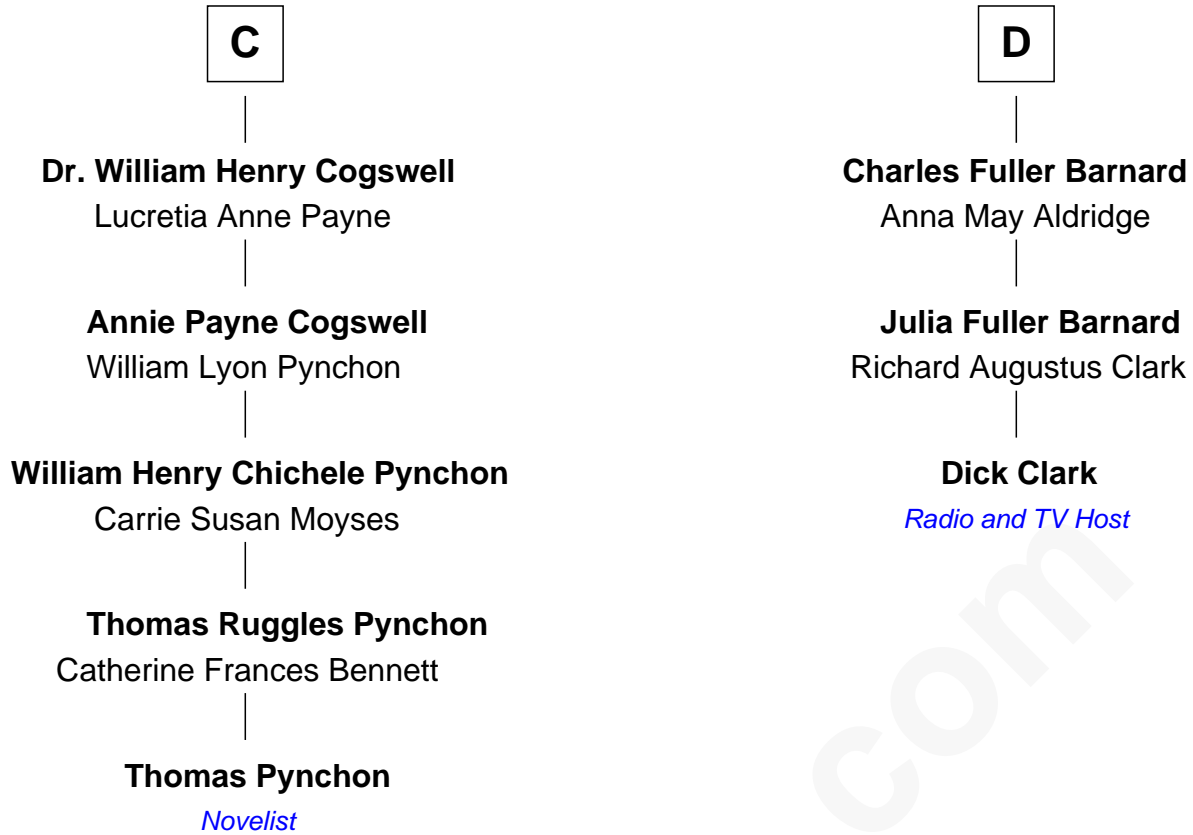 C
Dr. William Henry Cogswell
Lucretia Anne Payne
Annie Payne Cogswell
William Lyon Pynchon
William Henry Chichele Pynchon
Carrie Susan Moyses
Thomas Ruggles Pynchon
Catherine Frances Bennett
Thomas Pynchon
Novelist
D
Charles Fuller Barnard
Anna May Aldridge
Julia Fuller Barnard
Richard Augustus Clark
Dick Clark
Radio and TV Host
com